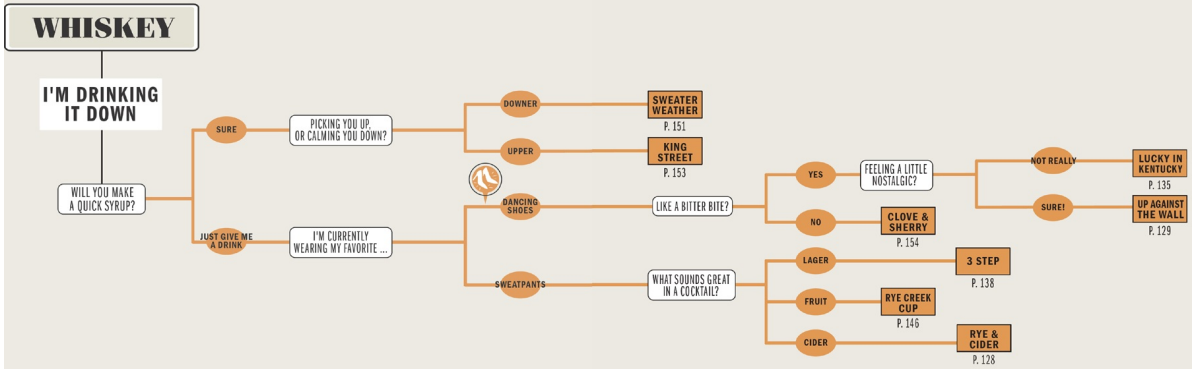 WHISKEY
I'M DRINKING
IT DOWN
WILL YOU MAKE
A QUICK SYRUP?
SURE
PICKING YOU UP,
OR CALMING YOU DOWN?
DOWNER
SWEATER
WEATHER
P. 151
UPPER
KING
STREET
P. 153
JUST GIVE ME
A DRINK
I'M CURRENTLY
WEARING MY FAVORITE ...
DANCING
SHOES
LIKE A BITTER BITE?
YES
FEELING A LITTLE
NOSTALGIC?
NOT REALLY
LUCKY IN
KENTUCKY
P. 135
SURE!
UP AGAINST
THE WALL
P. 129
NO
CLOVE &
SHERRY
P. 154
SWEATPANTS
WHAT SOUNDS GREAT
IN A COCKTAIL?
LAGER
3 STEP
P. 138
FRUIT
RYE CREEK
CUP
P. 146
CIDER
RYE &
CIDER
P. 128